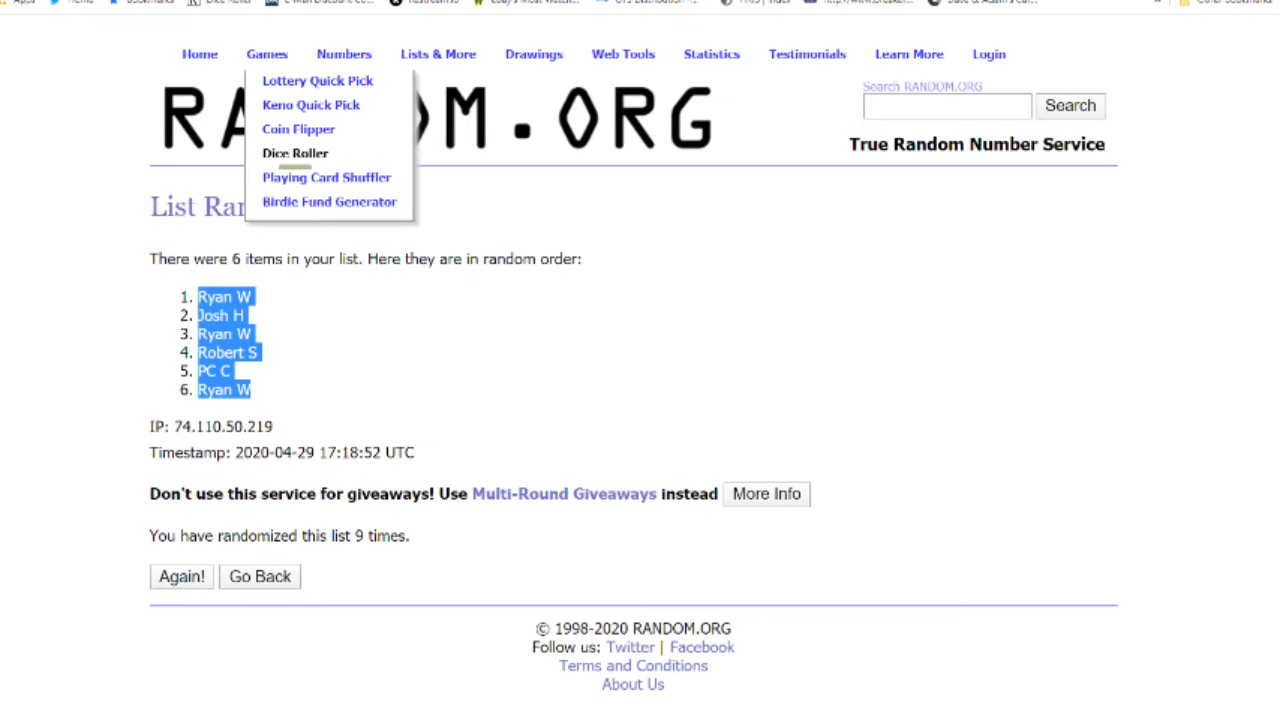 Home Games Numbers Lists & More Drawings Web Tools Statistics Testimonials Learn More Login
Lottery Quick Pick
Keno Quick Pick
Coin Flipper
Dice Roller
Playing Card Shuffler
Birdie Fund Generator
Search RANDOM.ORG
Search
True Random Number Service
There were 6 items in your list. Here they are in random order:
1. Ryan W
2. Josh H
3. Ryan W
4. Robert S
5. PC C
6. Ryan W
IP: 74.110.50.219
Timestamp: 2020-04-29 17:18:52 UTC
Don't use this service for giveaways! Use Multi-Round Giveaways instead More Info
You have randomized this list 9 times.
Again! Go Back
© 1998-2020 RANDOM.ORG
Follow us: Twitter | Facebook
Terms and Conditions
About Us